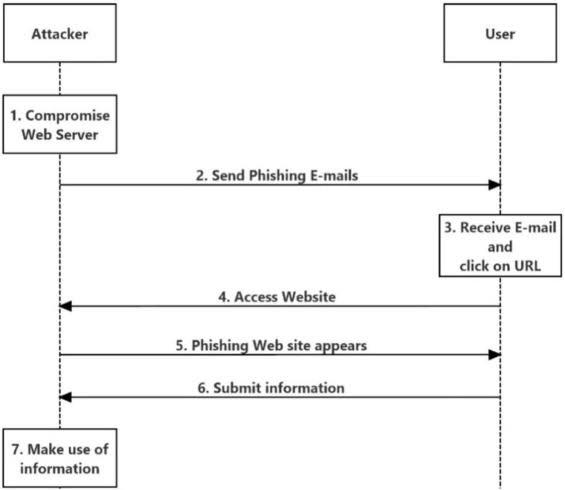 Attacker
User
1. Compromise
Web Server
2. Send Phishing E-mails
3. Receive E-mail
and
click on URL
4. Access Website
5. Phishing Web site appears
6. Submit information
7. Make use of
information